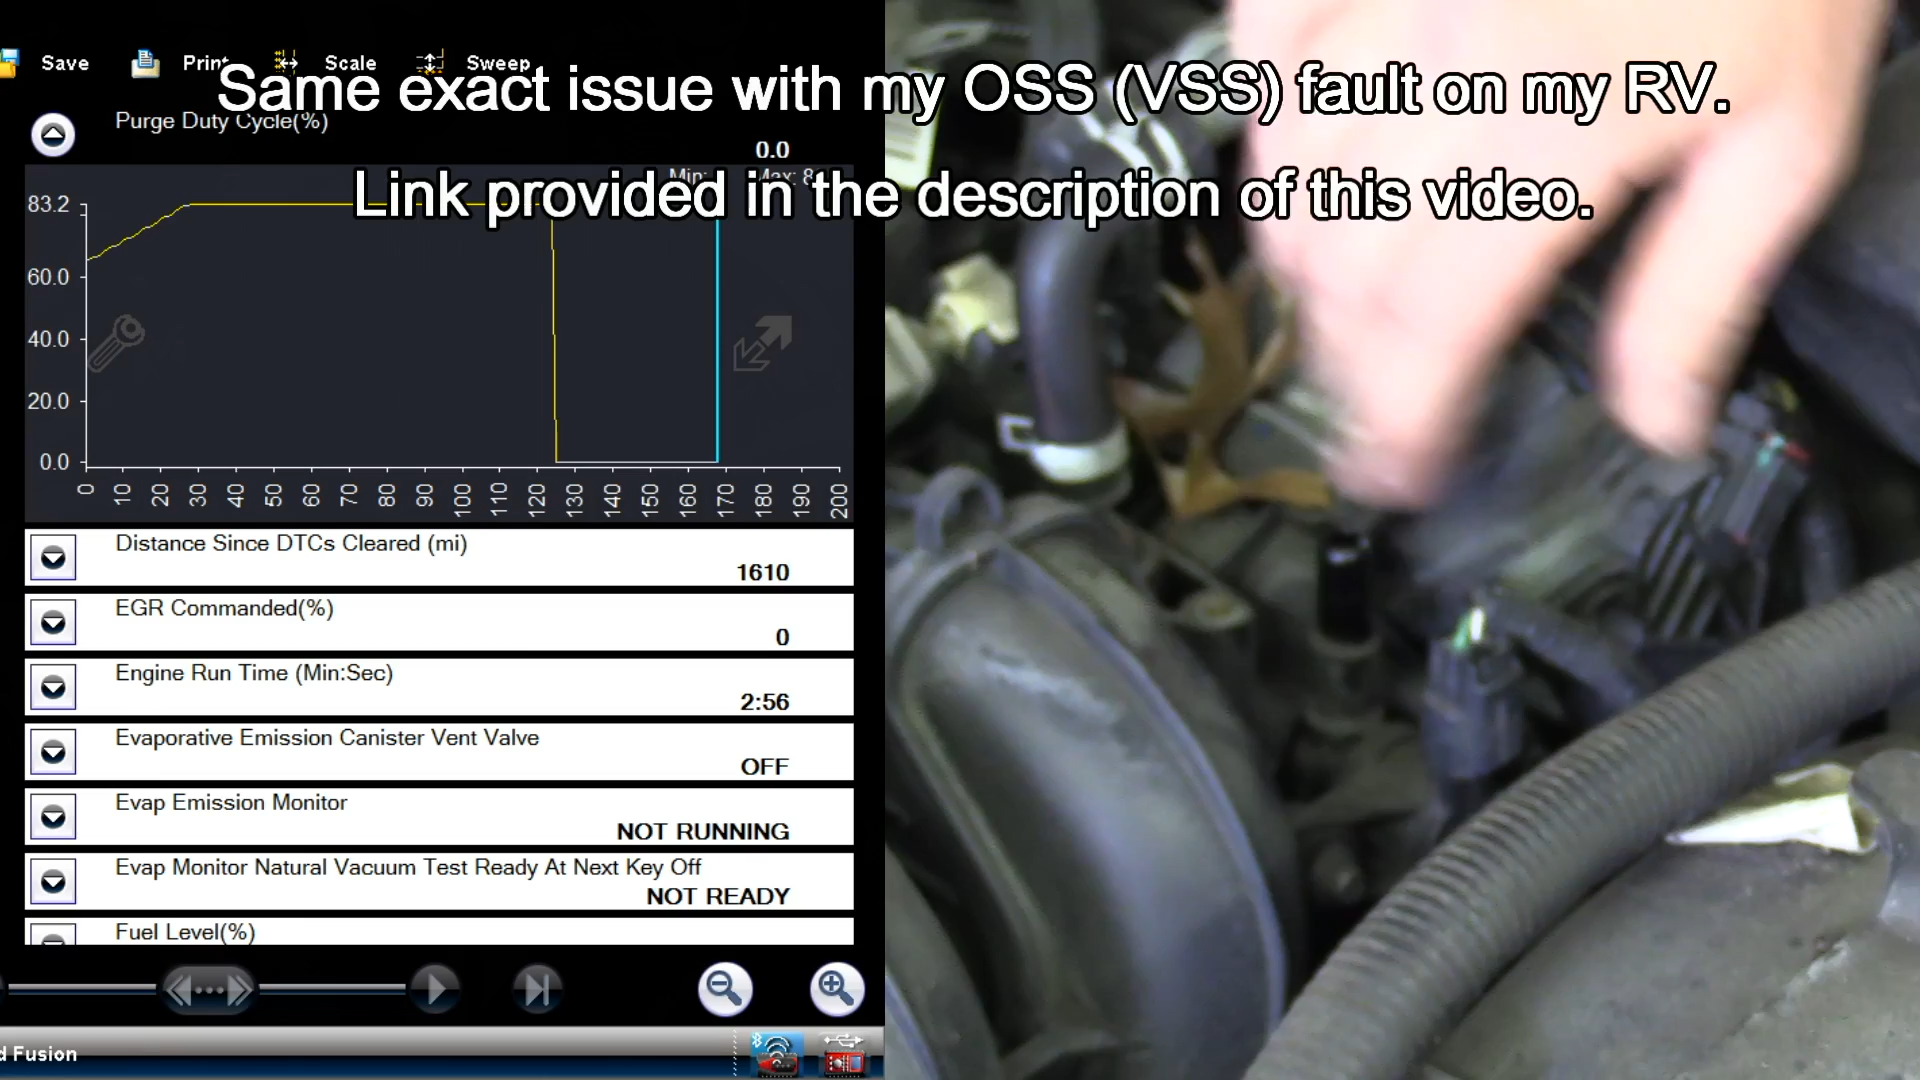 Save Print Scale Sweep
Same exact issue with my OSS (VSS) fault on my RV.
Purge Duty Cycle(%)
0.0
Link provided in the description of this video.
83.2
60.0
40.0
20.0
0.0
0 10 20 30 40 50 60 70 80 90 100 110 120 130 140 150 160 170 180 190 200
Distance Since DTCs Cleared (mi)
1610
EGR Commanded(%)
0
Engine Run Time (Min:Sec)
2:56
Evaporative Emission Canister Vent Valve
OFF
Evap Emission Monitor
NOT RUNNING
Evap Monitor Natural Vacuum Test Ready At Next Key Off
NOT READY
Fuel Level(%)
d Fusion